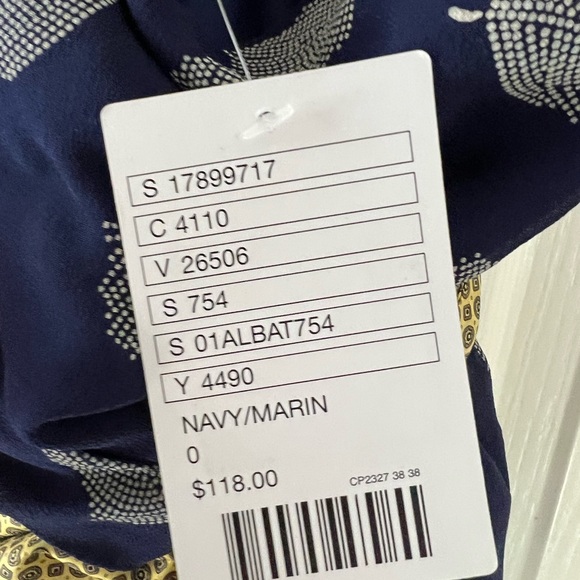 S 17899717
C 4110
V 26506
S 754
S 01ALBAT754
Y 4490
NAVY/MARIN
0
$118.00
CP2327 38 38